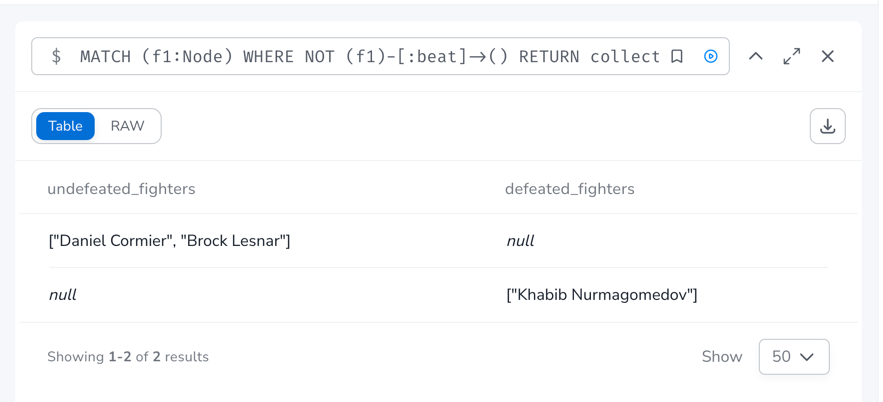 $ MATCH (f1:Node) WHERE NOT (f1)-[:beat]->() RETURN collect
Table RAW
undefeated_fighters defeated_fighters
["Daniel Cormier", "Brock Lesnar"] null
null ["Khabib Nurmagomedov"]
Showing 1-2 of 2 results Show 50